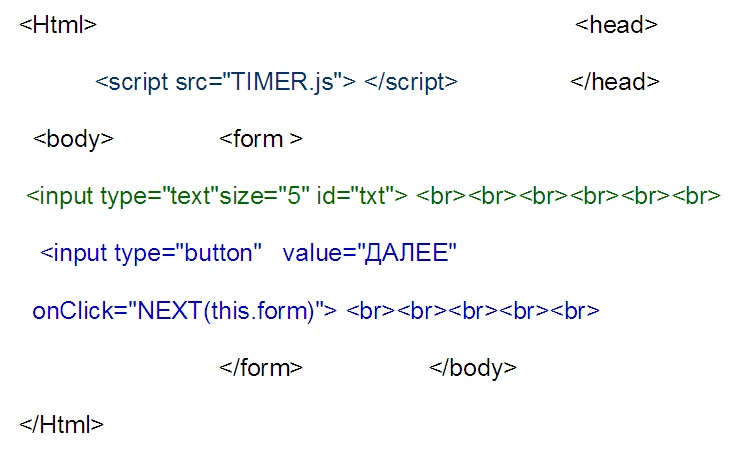 <Html> <head>
<script src="TIMER.js"> </script> </head>
<body> <form >
<input type="text"size="5" id="txt"> <br><br><br><br><br><br>
<input type="button" value="ДАЛЕЕ"
onClick="NEXT(this.form)"> <br><br><br><br><br>
</form> </body>
</Html>